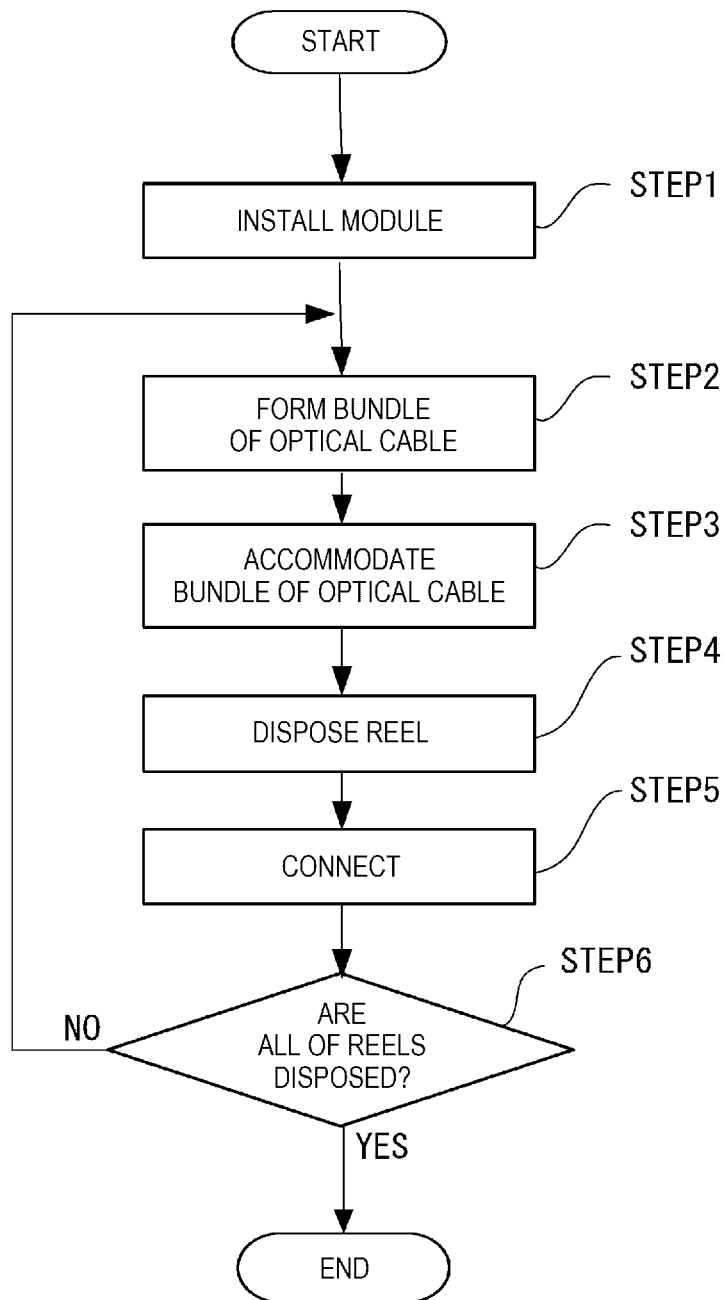 START
INSTALL MODULE
STEP1
FORM BUNDLE
OF OPTICAL CABLE
STEP2
ACCOMMODATE
BUNDLE OF OPTICAL CABLE
STEP3
DISPOSE REEL
STEP4
CONNECT
STEP5
ARE
ALL OF REELS
DISPOSED?
STEP6
NO
YES
END